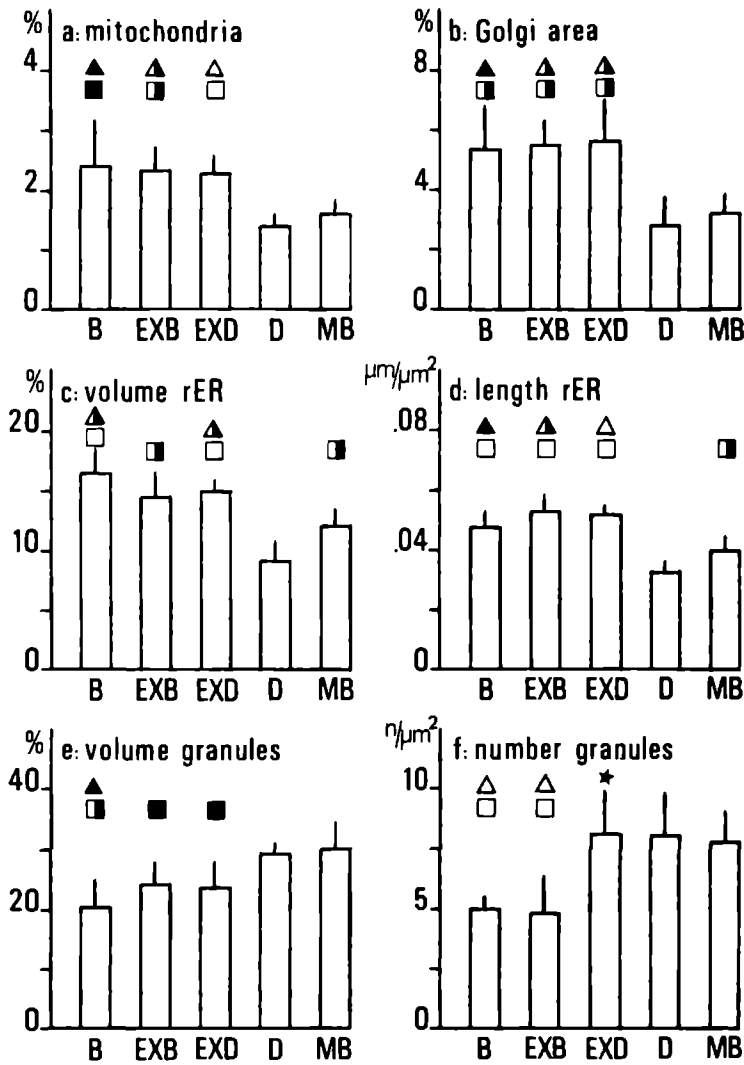 %
a: mitochondria
4
2
0
B EXB EXD D MB
%
b: Golgi area
8
4
0
B EXB EXD D MB
%
c: volume rER
20
10
0
B EXB EXD D MB
µm/µm²
d: length rER
.08
.04
0
B EXB EXD D MB
%
e: volume granules
40
20
0
B EXB EXD D MB
n/µm²
f: number granules
10
5
0
B EXB EXD D MB